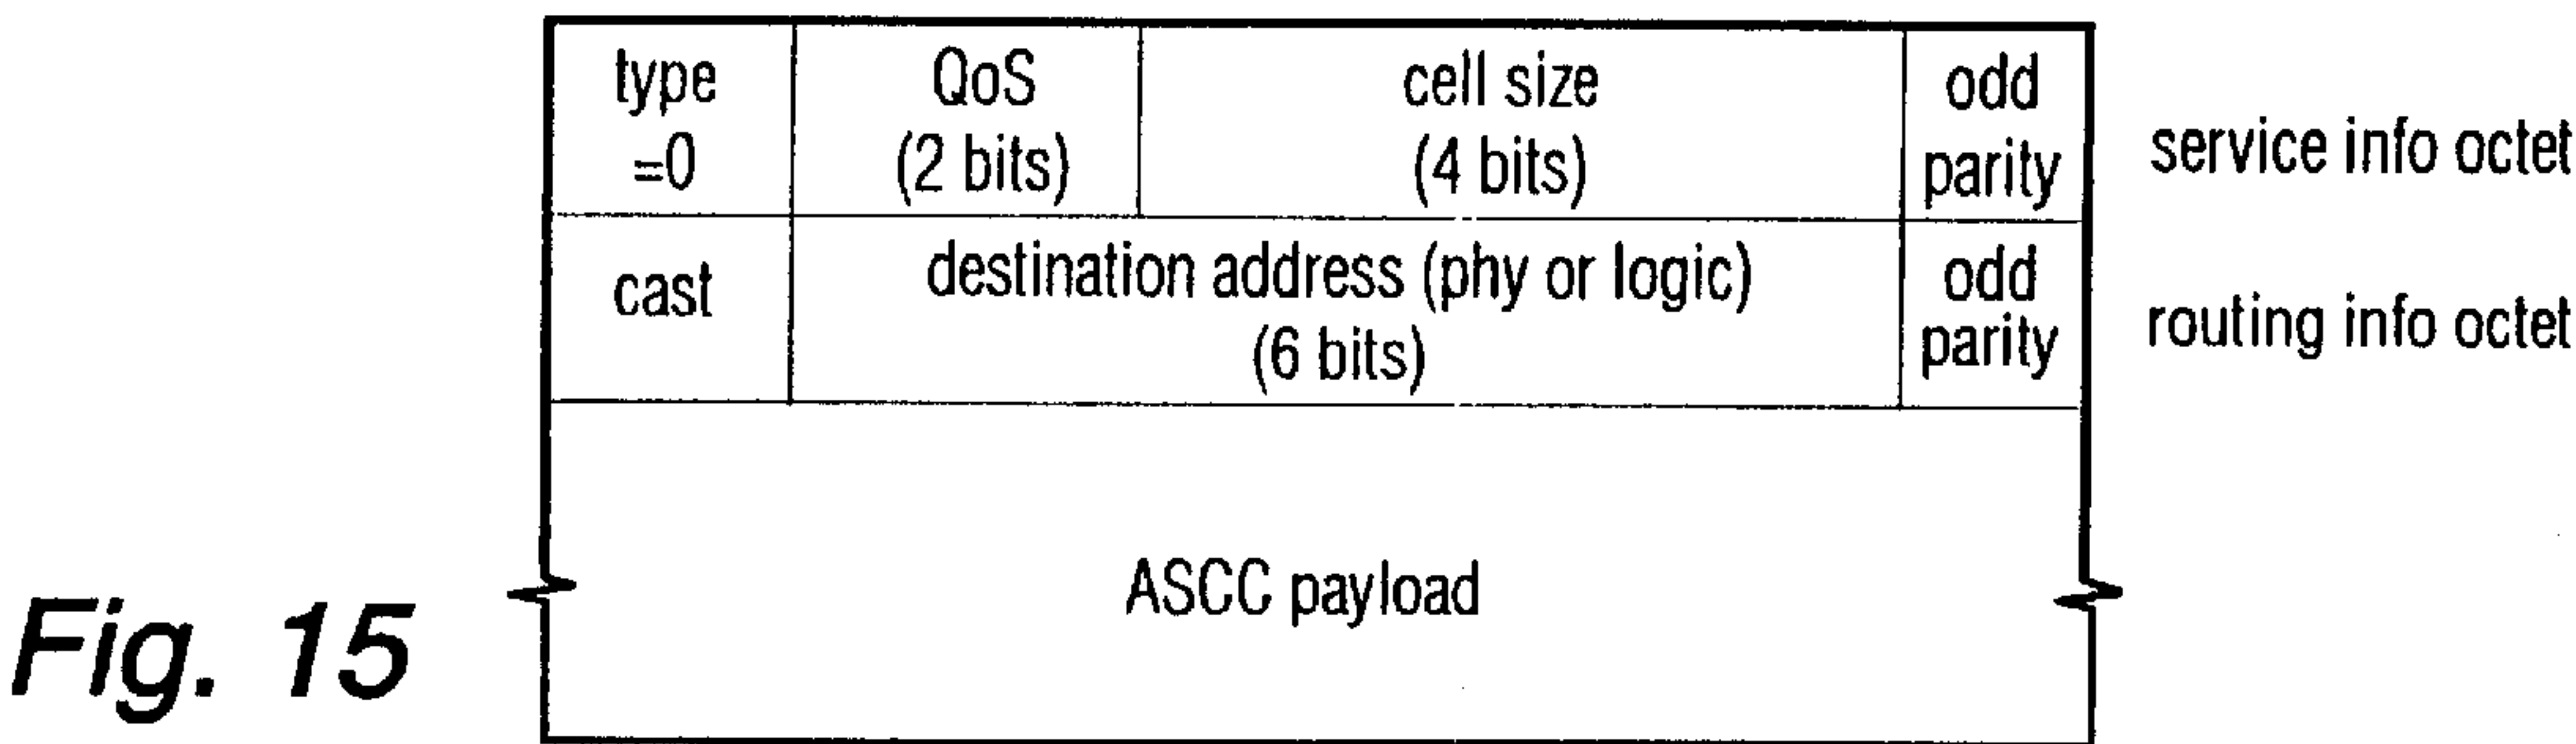 type
=0
QoS
(2 bits)
cell size
(4 bits)
odd
parity
service info octet
cast
destination address (phy or logic)
(6 bits)
odd
parity
routing info octet
ASCC payload
Fig. 15